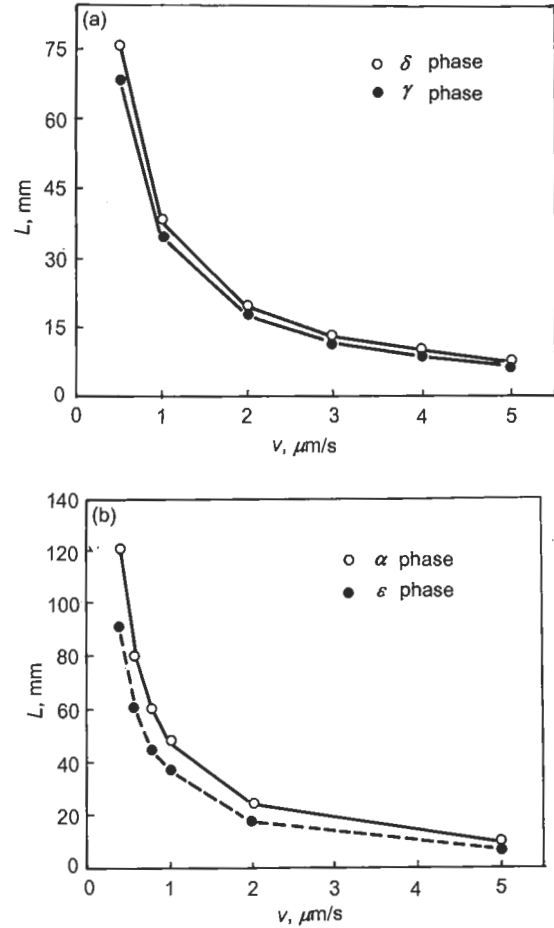 (a)
75
60
45
30
15
0
L, mm
δ phase
γ phase
0 1 2 3 4 5
v, μm/s
(b)
140
120
100
80
60
40
20
0
L, mm
α phase
ε phase
0 1 2 3 4 5
v, μm/s